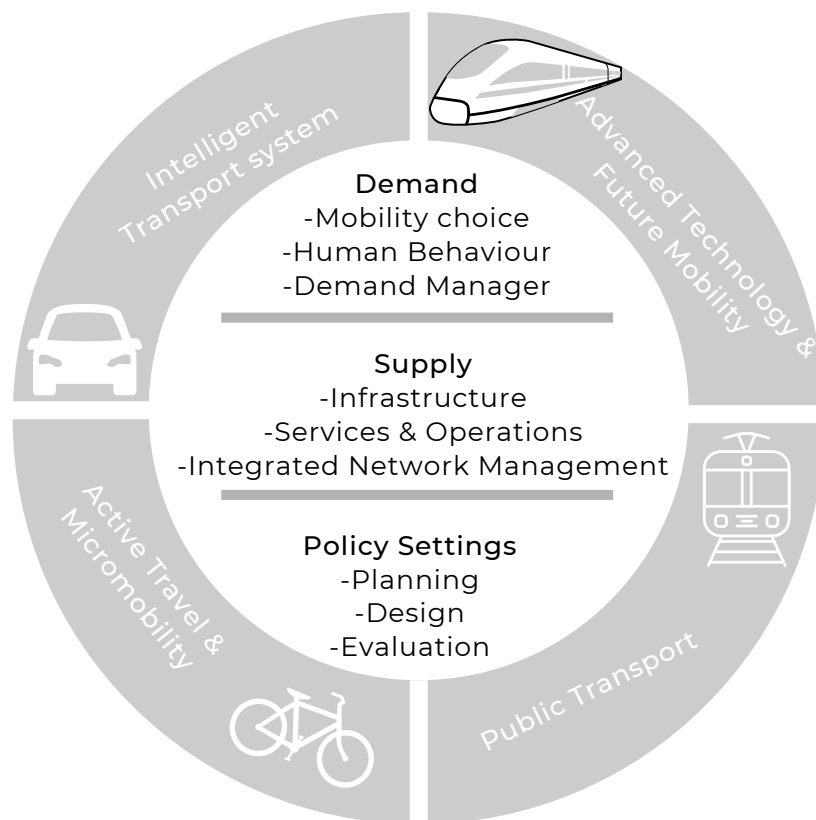 Intelligent
Transport system
Advanced Technology &
Future Mobility
Demand
-Mobility choice
-Human Behaviour
-Demand Manager
Supply
-Infrastructure
-Services & Operations
-Integrated Network Management
Policy Settings
-Planning
-Design
-Evaluation
Active Travel &
Micromobility
Public Transport